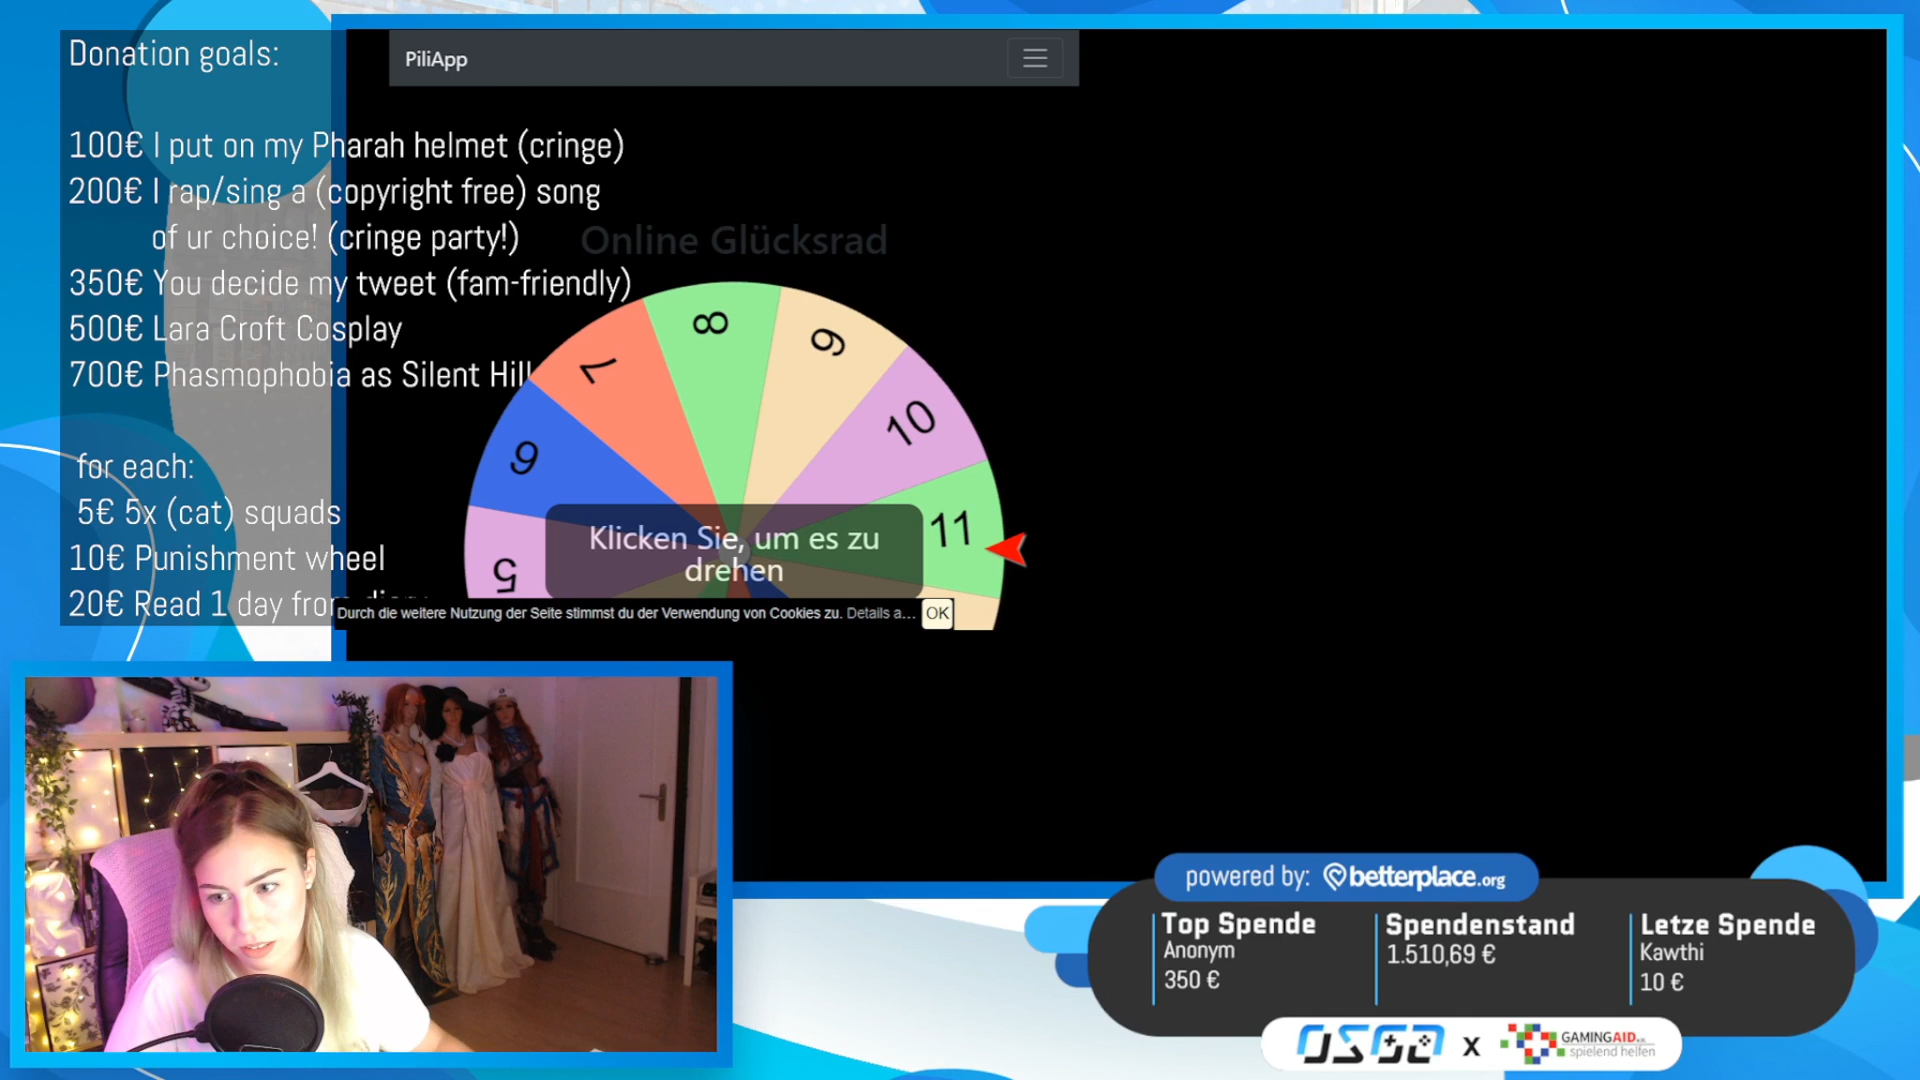 Donation goals:
100€ I put on my Pharah helmet (cringe)
200€ I rap/sing a (copyright free) song
of ur choice! (cringe party!)
350€ You decide my tweet (fam-friendly)
500€ Lara Croft Cosplay
700€ Phasmophobia as Silent Hill
for each:
5€ 5x (cat) squads
10€ Punishment wheel
20€ Read 1 day from
PiliApp
Online Glücksrad
5
6
7
8
9
10
11
Klicken Sie, um es zu
drehen
Durch die weitere Nutzung der Seite stimmst du der Verwendung von Cookies zu. Details a... OK
powered by: betterplace.org
Top Spende
Anonym
350 €
Spendenstand
1.510,69 €
Letze Spende
Kawthi
10 €
x
GAMINGAID e.V.
spielend helfen